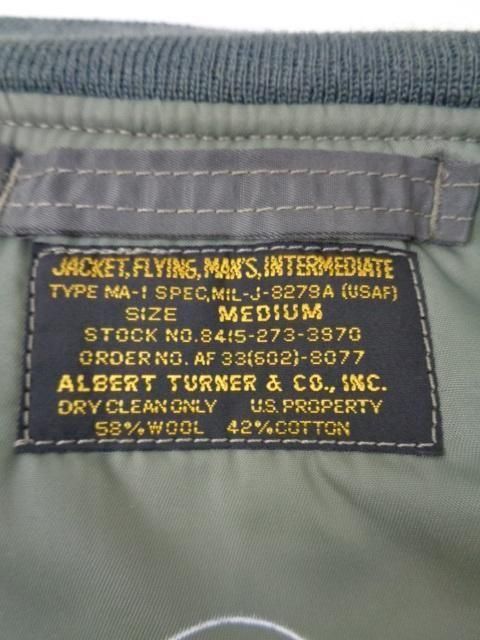 JACKET, FLYING, MAN'S, INTERMEDIATE
TYPE MA-1 SPEC, MIL-J-8279A (USAF)
SIZE MEDIUM
STOCK NO. 8415-273-3970
ORDER NO. AF 33(602)-8077
ALBERT TURNER & CO., INC.
DRY CLEAN ONLY U.S. PROPERTY
58% WOOL 42% COTTON